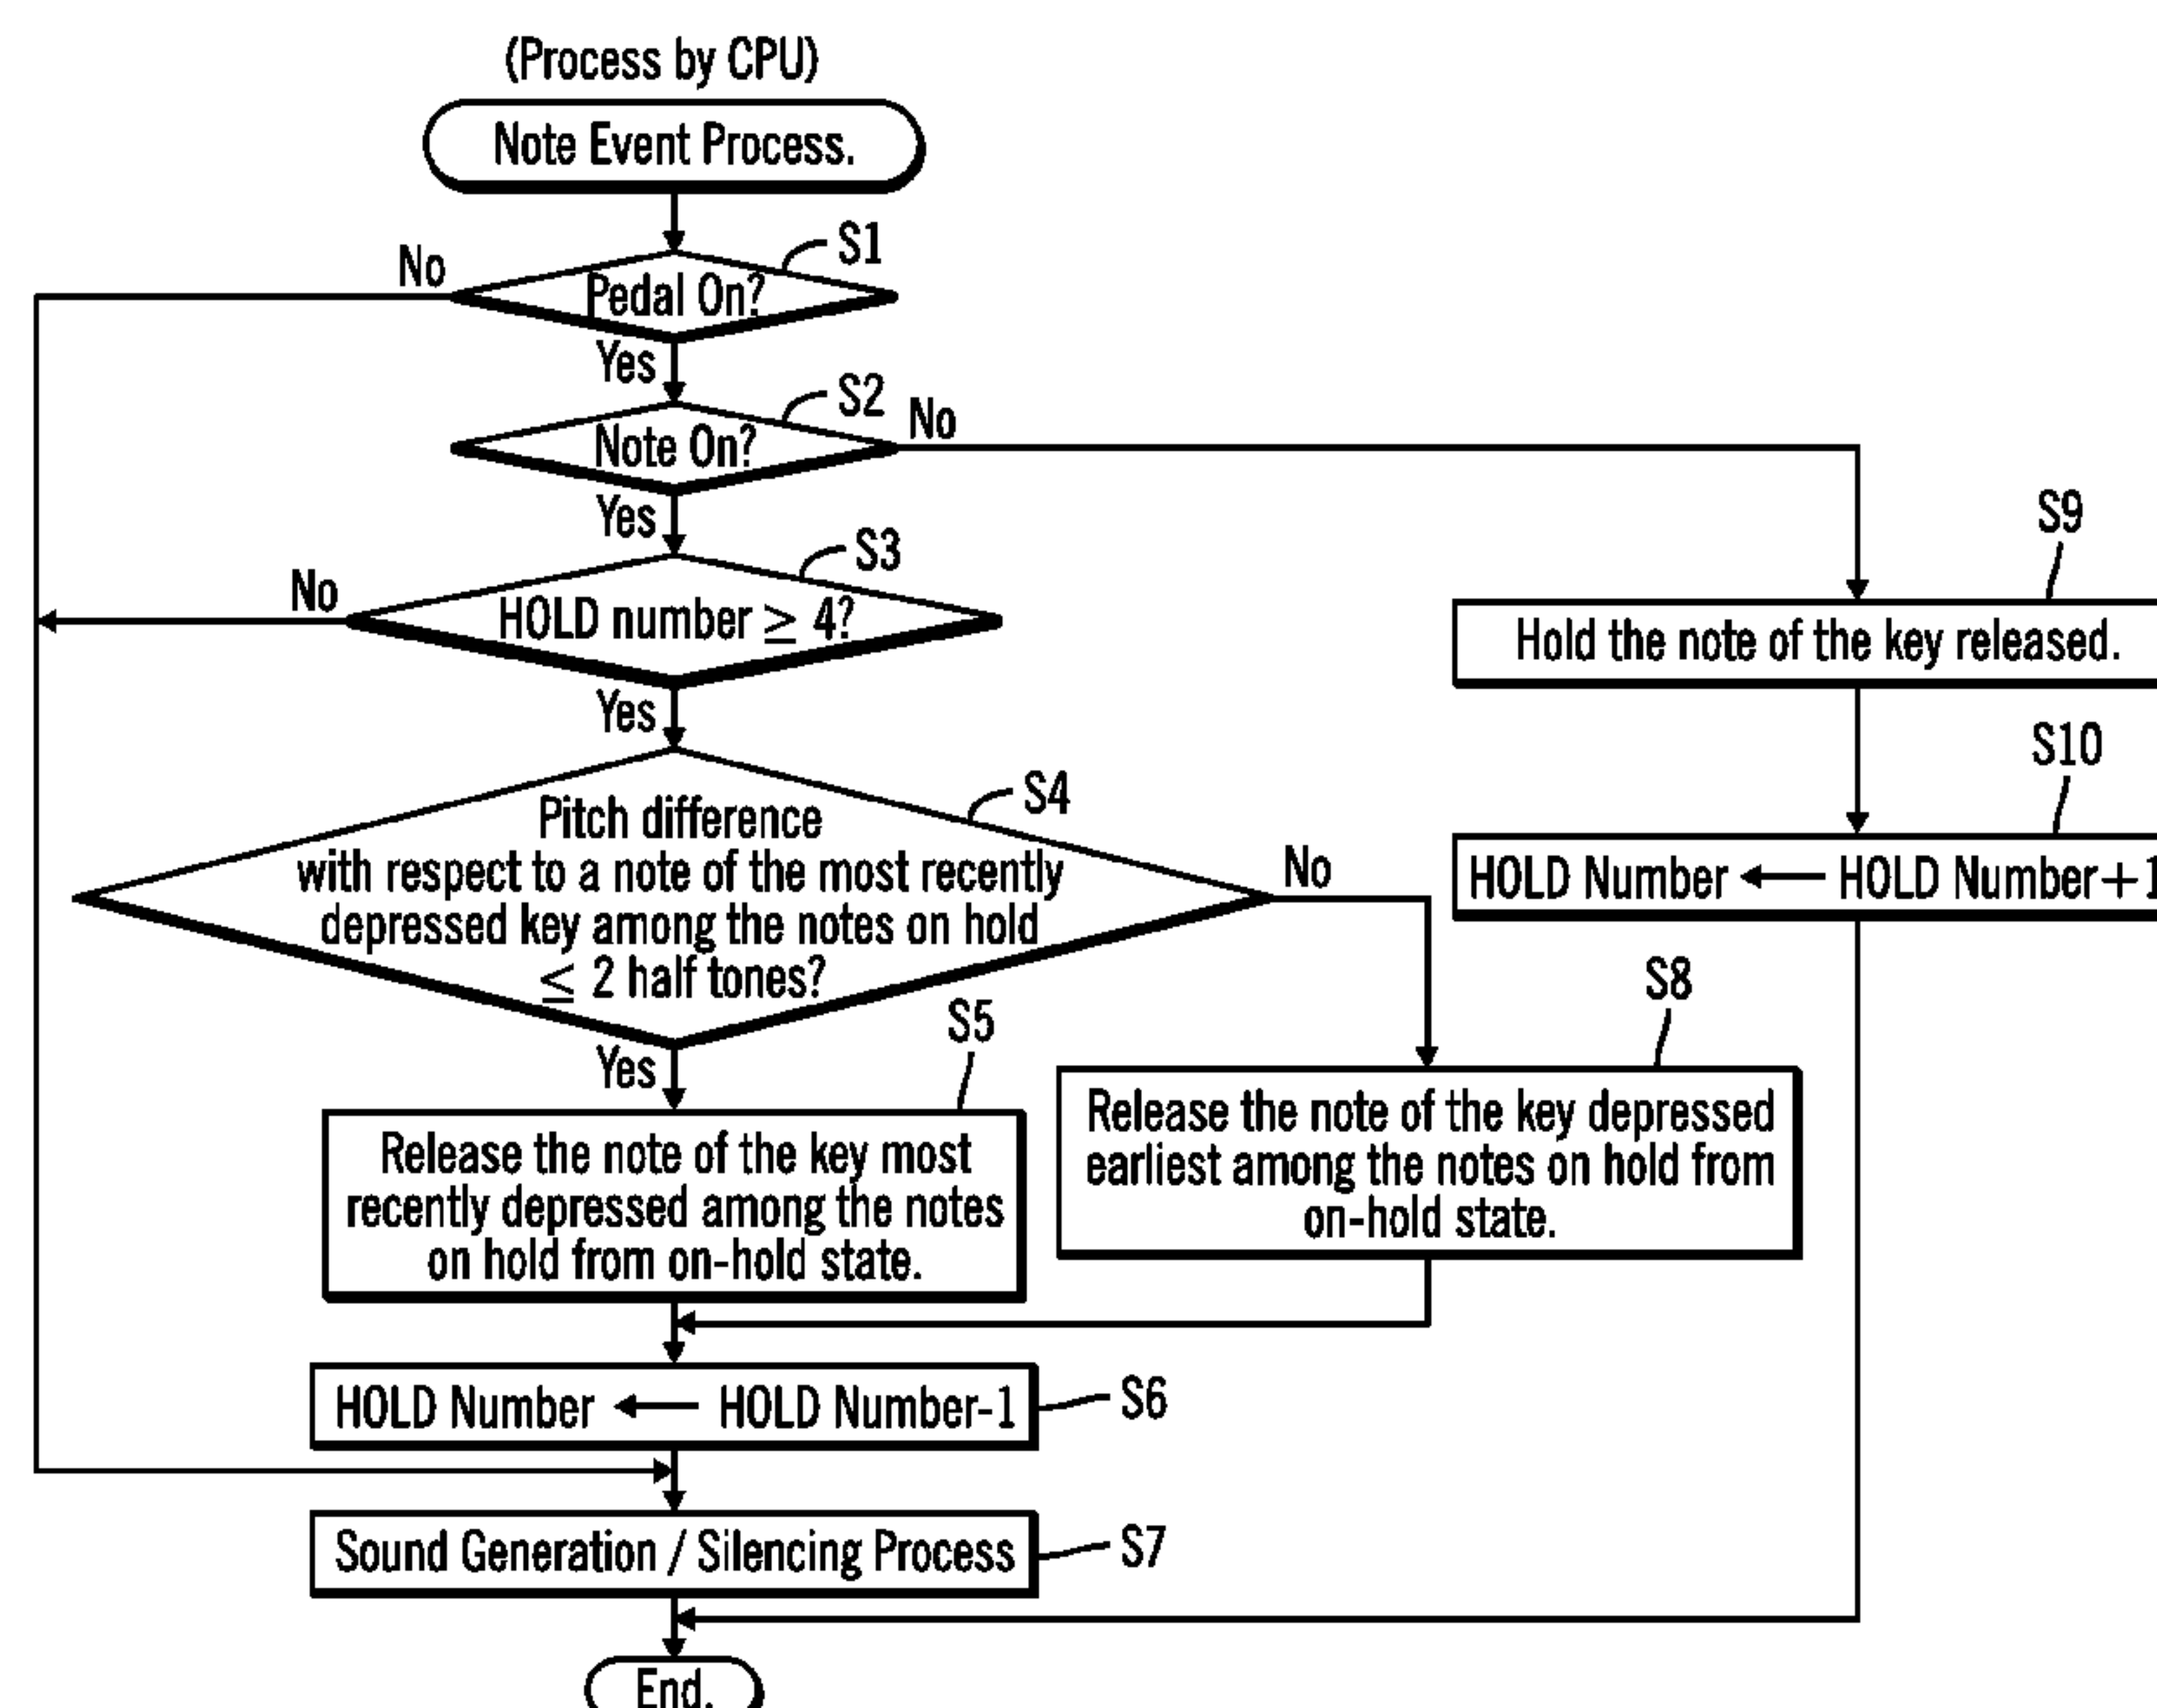 (Process by CPU)
Note Event Process.
S1
No
Pedal On?
Yes
S2
No
Note On?
Yes
S3
No
HOLD number ≥ 4?
Yes
S9
Hold the note of the key released.
S10
HOLD Number ← HOLD Number+1
S4
Pitch difference
with respect to a note of the most recently
depressed key among the notes on hold
≤ 2 half tones?
No
Yes
S5
Release the note of the key most
recently depressed among the notes
on hold from on-hold state.
S8
Release the note of the key depressed
earliest among the notes on hold from
on-hold state.
HOLD Number ← HOLD Number-1
S6
Sound Generation / Silencing Process
S7
End.